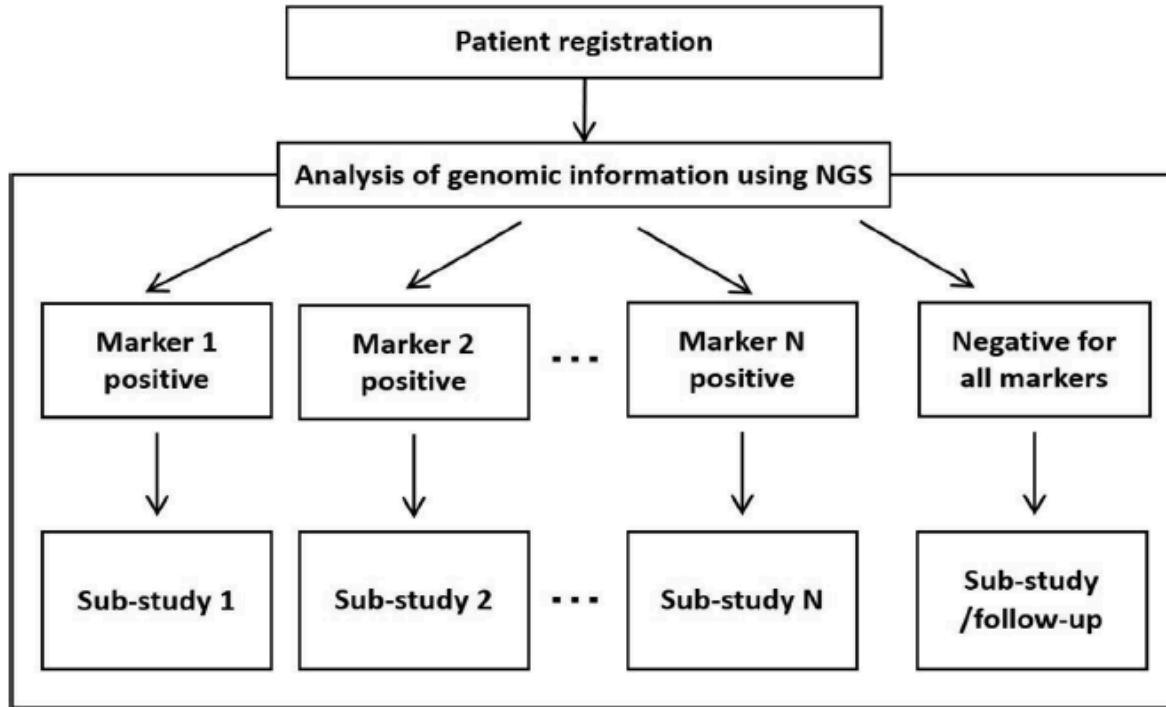 Patient registration
Analysis of genomic information using NGS
Marker 1
positive
Marker 2
positive
...
Marker N
positive
Negative for
all markers
Sub-study 1
Sub-study 2
...
Sub-study N
Sub-study
/follow-up